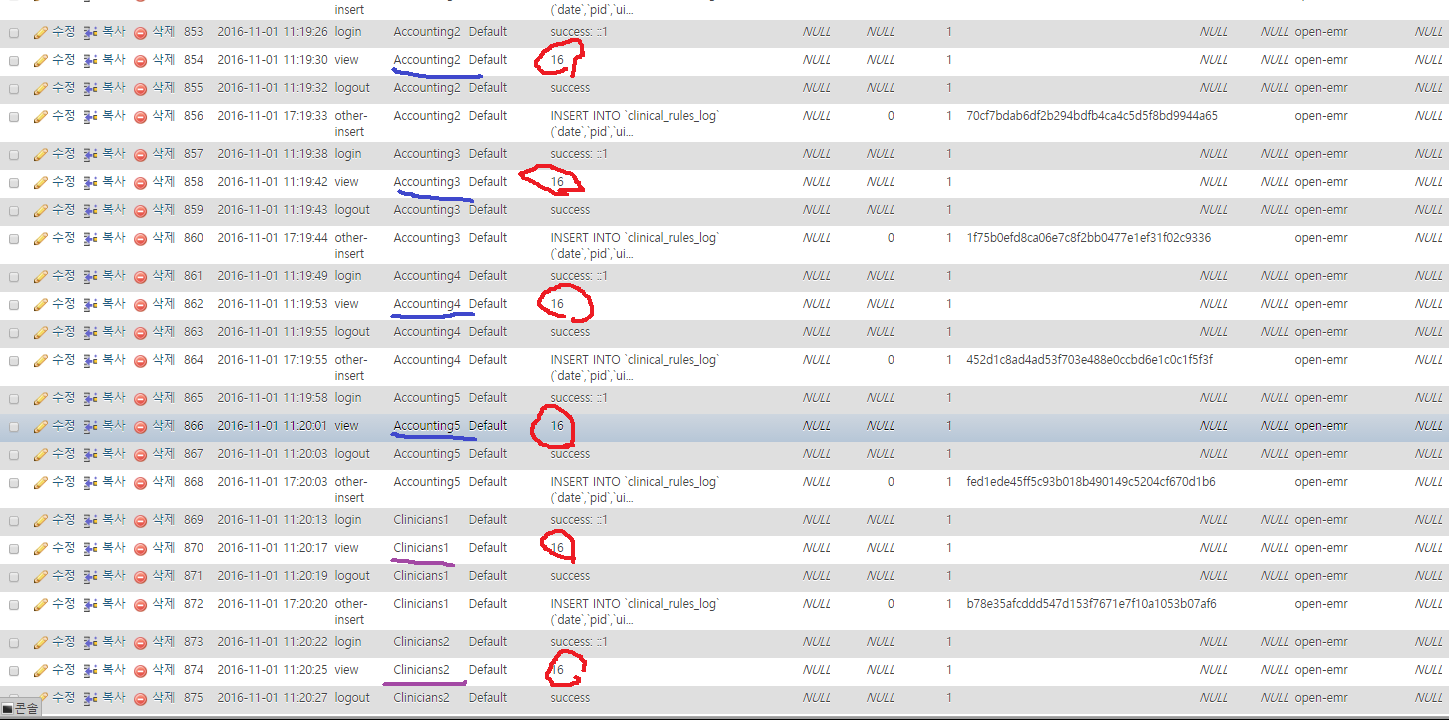 insert (`date`,`pid`,`ui...
수정 복사 삭제 853 2016-11-01 11:19:26 login Accounting2 Default success: ::1 NULL NULL 1 NULL NULL open-emr NULL
수정 복사 삭제 854 2016-11-01 11:19:30 view Accounting2 Default 16 NULL NULL 1 NULL NULL open-emr NULL
수정 복사 삭제 855 2016-11-01 11:19:32 logout Accounting2 Default success NULL NULL 1 NULL NULL open-emr NULL
수정 복사 삭제 856 2016-11-01 17:19:33 other- Accounting2 Default INSERT INTO `clinical_rules_log` NULL 0 1 70cf7bdab6df2b294bdfb4ca4c5d5f8bd9944a65 open-emr NULL
insert (`date`,`pid`,`ui...
수정 복사 삭제 857 2016-11-01 11:19:38 login Accounting3 Default success: ::1 NULL NULL 1 NULL NULL open-emr NULL
수정 복사 삭제 858 2016-11-01 11:19:42 view Accounting3 Default 16 NULL NULL 1 NULL NULL open-emr NULL
수정 복사 삭제 859 2016-11-01 11:19:43 logout Accounting3 Default success NULL NULL 1 NULL NULL open-emr NULL
수정 복사 삭제 860 2016-11-01 17:19:44 other- Accounting3 Default INSERT INTO `clinical_rules_log` NULL 0 1 1f75b0efd8ca06e7c8f2bb0477e1ef31f02c9336 open-emr NULL
insert (`date`,`pid`,`ui...
수정 복사 삭제 861 2016-11-01 11:19:49 login Accounting4 Default success: ::1 NULL NULL 1 NULL NULL open-emr NULL
수정 복사 삭제 862 2016-11-01 11:19:53 view Accounting4 Default 16 NULL NULL 1 NULL NULL open-emr NULL
수정 복사 삭제 863 2016-11-01 11:19:55 logout Accounting4 Default success NULL NULL 1 NULL NULL open-emr NULL
수정 복사 삭제 864 2016-11-01 17:19:55 other- Accounting4 Default INSERT INTO `clinical_rules_log` NULL 0 1 452d1c8ad4ad53f703e488e0ccbd6e1c0c1f5f3f open-emr NULL
insert (`date`,`pid`,`ui...
수정 복사 삭제 865 2016-11-01 11:19:58 login Accounting5 Default success: ::1 NULL NULL 1 NULL NULL open-emr NULL
수정 복사 삭제 866 2016-11-01 11:20:01 view Accounting5 Default 16 NULL NULL 1 NULL NULL open-emr NULL
수정 복사 삭제 867 2016-11-01 11:20:03 logout Accounting5 Default success NULL NULL 1 NULL NULL open-emr NULL
수정 복사 삭제 868 2016-11-01 17:20:03 other- Accounting5 Default INSERT INTO `clinical_rules_log` NULL 0 1 fed1ede45ff5c93b018b490149c5204cf670d1b6 open-emr NULL
insert (`date`,`pid`,`ui...
수정 복사 삭제 869 2016-11-01 11:20:13 login Clinicians1 Default success: ::1 NULL NULL 1 NULL NULL open-emr NULL
수정 복사 삭제 870 2016-11-01 11:20:17 view Clinicians1 Default 16 NULL NULL 1 NULL NULL open-emr NULL
수정 복사 삭제 871 2016-11-01 11:20:19 logout Clinicians1 Default success NULL NULL 1 NULL NULL open-emr NULL
수정 복사 삭제 872 2016-11-01 17:20:20 other- Clinicians1 Default INSERT INTO `clinical_rules_log` NULL 0 1 b78e35afcddd547d153f7671e7f10a1053b07af6 open-emr NULL
insert (`date`,`pid`,`ui...
수정 복사 삭제 873 2016-11-01 11:20:22 login Clinicians2 Default success: ::1 NULL NULL 1 NULL NULL open-emr NULL
수정 복사 삭제 874 2016-11-01 11:20:25 view Clinicians2 Default 16 NULL NULL 1 NULL NULL open-emr NULL
수정 복사 삭제 875 2016-11-01 11:20:27 logout Clinicians2 Default success NULL NULL 1 NULL NULL open-emr NULL
콘솔